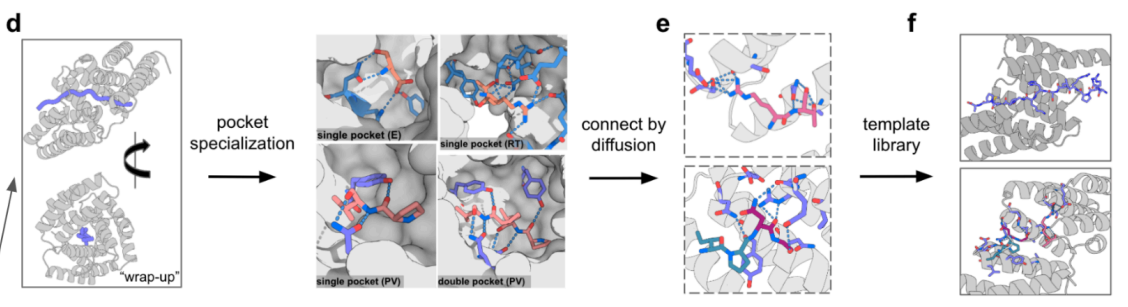 d
"wrap-up"
pocket
specialization
single pocket (E)
single pocket (RT)
single pocket (PV)
double pocket (PV)
connect by
diffusion
e
template
library
f